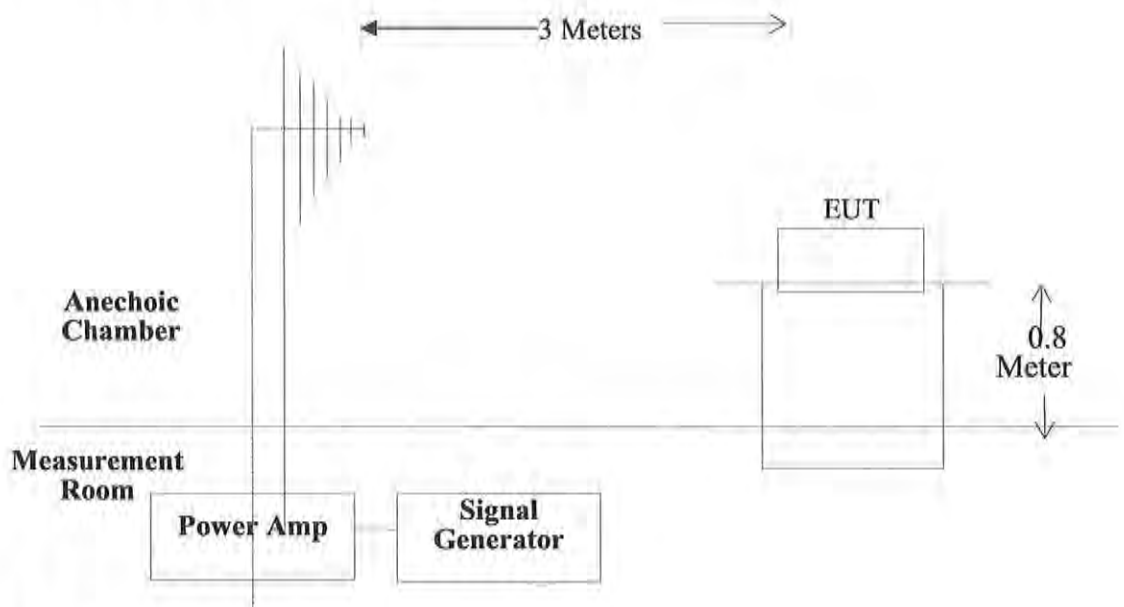 3 Meters
EUT
Anechoic
Chamber
0.8
Meter
Measurement
Room
Power Amp
Signal
Generator